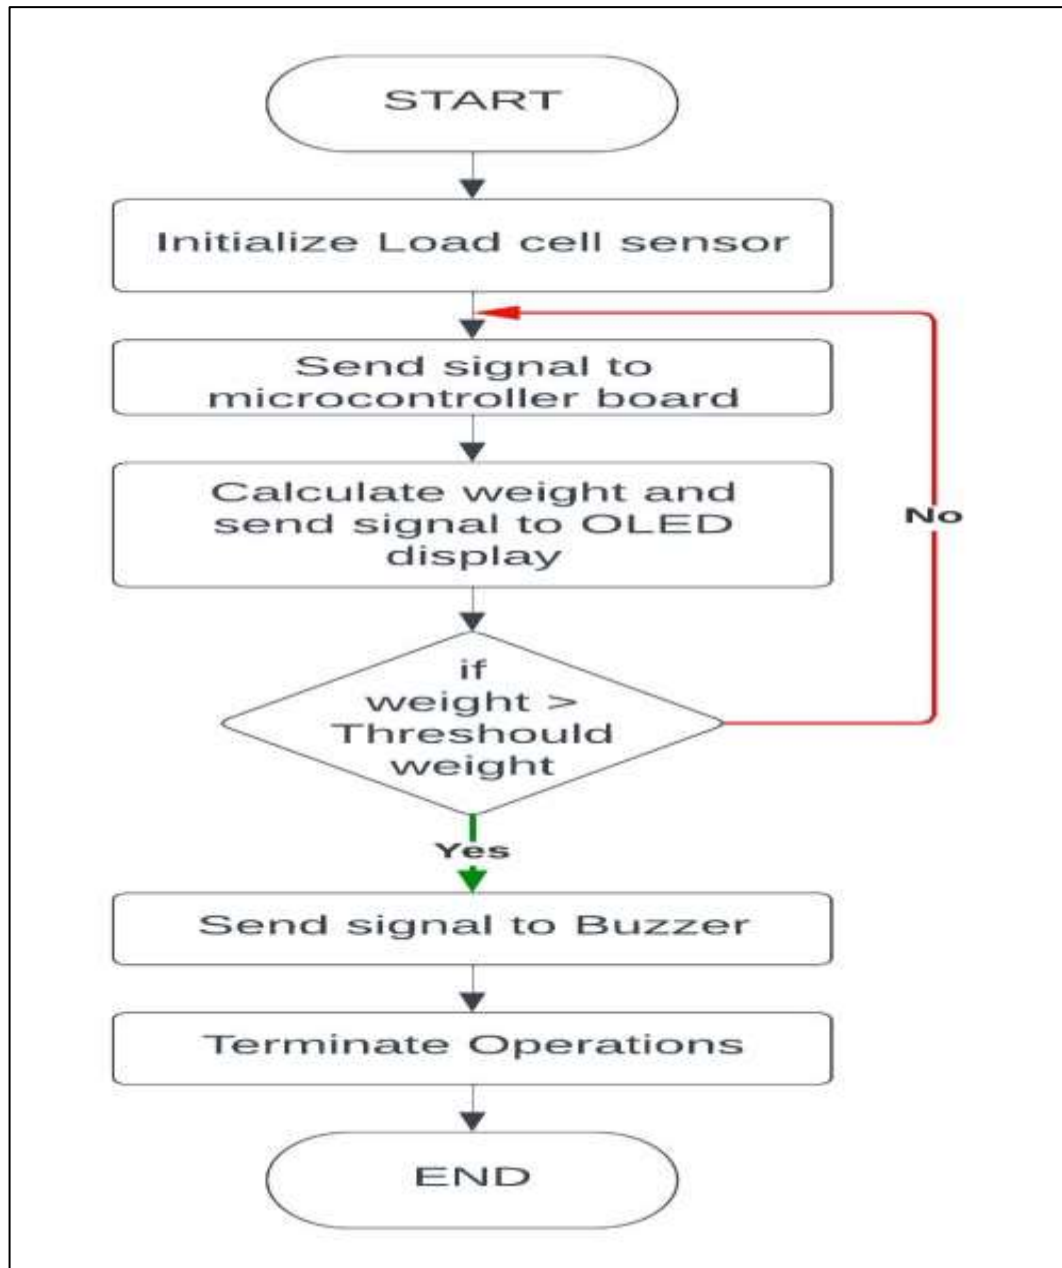 START
Initialize Load cell sensor
Send signal to
microcontroller board
Calculate weight and
send signal to OLED
display
No
if
weight >
Threshould
weight
Yes
Send signal to Buzzer
Terminate Operations
END